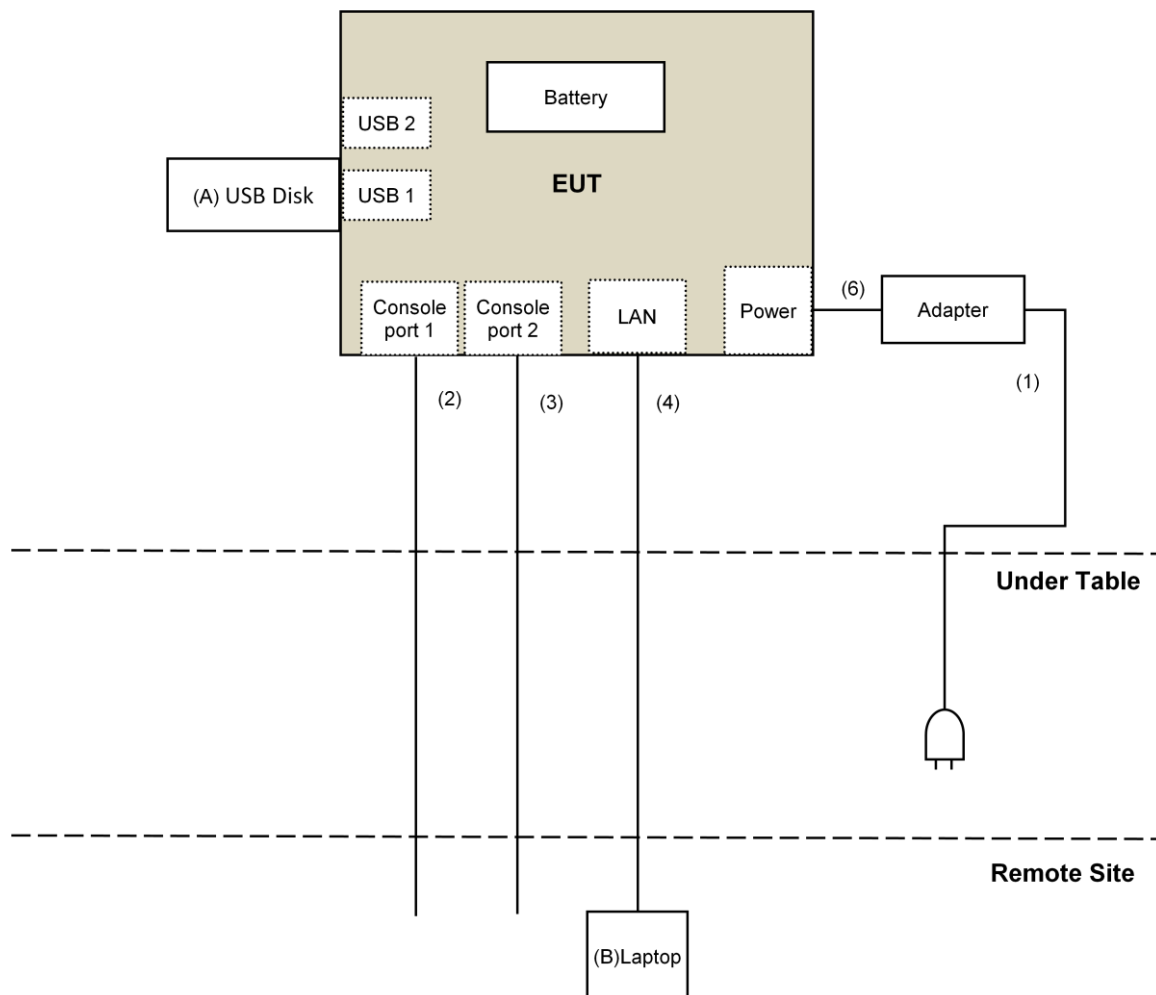 Battery
USB 2
EUT
(A) USB Disk
USB 1
Console
port 1
Console
port 2
LAN
Power
(6)
Adapter
(1)
(2)
(3)
(4)
Under Table
Remote Site
(B)Laptop